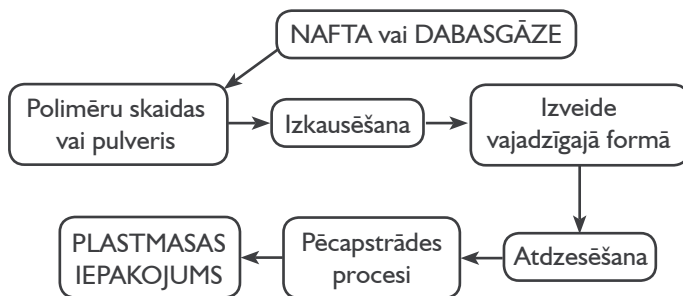 NAFTA vai DABASGĀZE
Polimēru skaidas
vai pulveris
Izkausēšana
Izveide
vajadzīgajā formā
Atdzesēšana
Pēcapstrādes
procesi
PLASTMASAS
IEPAKOJUMS